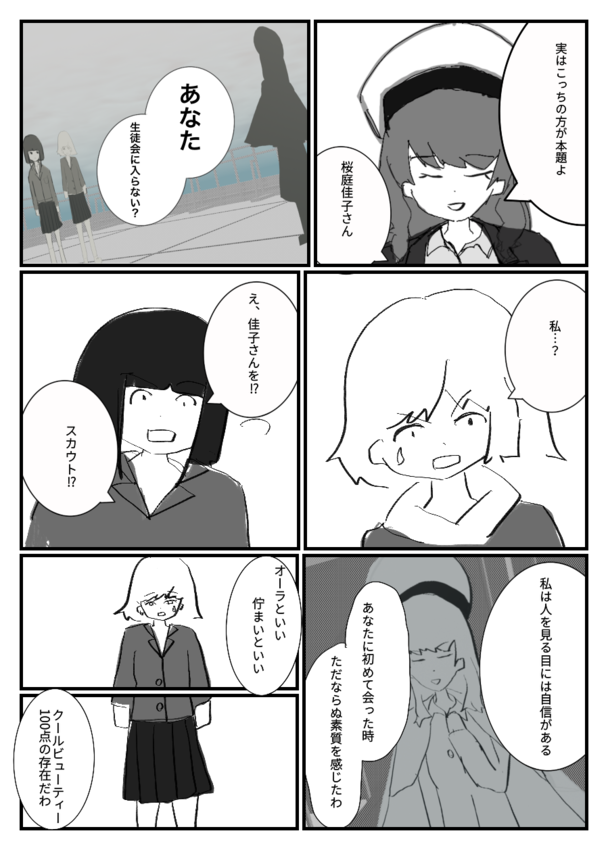 実はこっちの方が本題よ
桜庭佳子さん
あなた
生徒会に入らない?
私…?
え、佳子さんを!?
スカウト!?
私は人を見る目には自信がある
あなたに初めて会った時
ただならぬ素質を感じたわ
オーラといい
佇まいといい
クールビューティー
100点の存在だわ